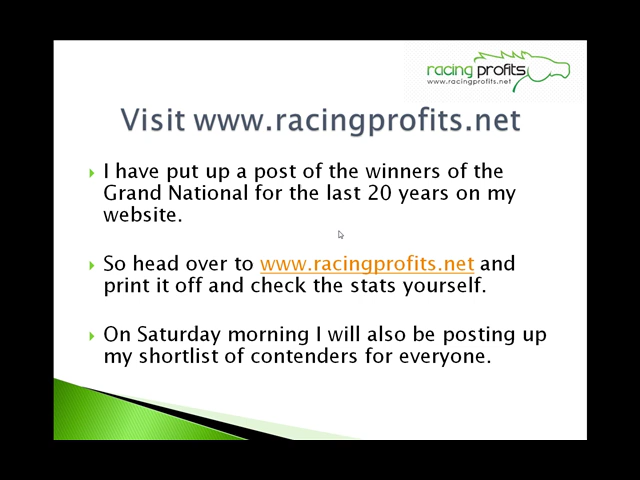 racing profits
www.racingprofits.net
Visit www.racingprofits.net
I have put up a post of the winners of the
Grand National for the last 20 years on my
website.
So head over to www.racingprofits.net and
print it off and check the stats yourself.
On Saturday morning I will also be posting up
my shortlist of contenders for everyone.